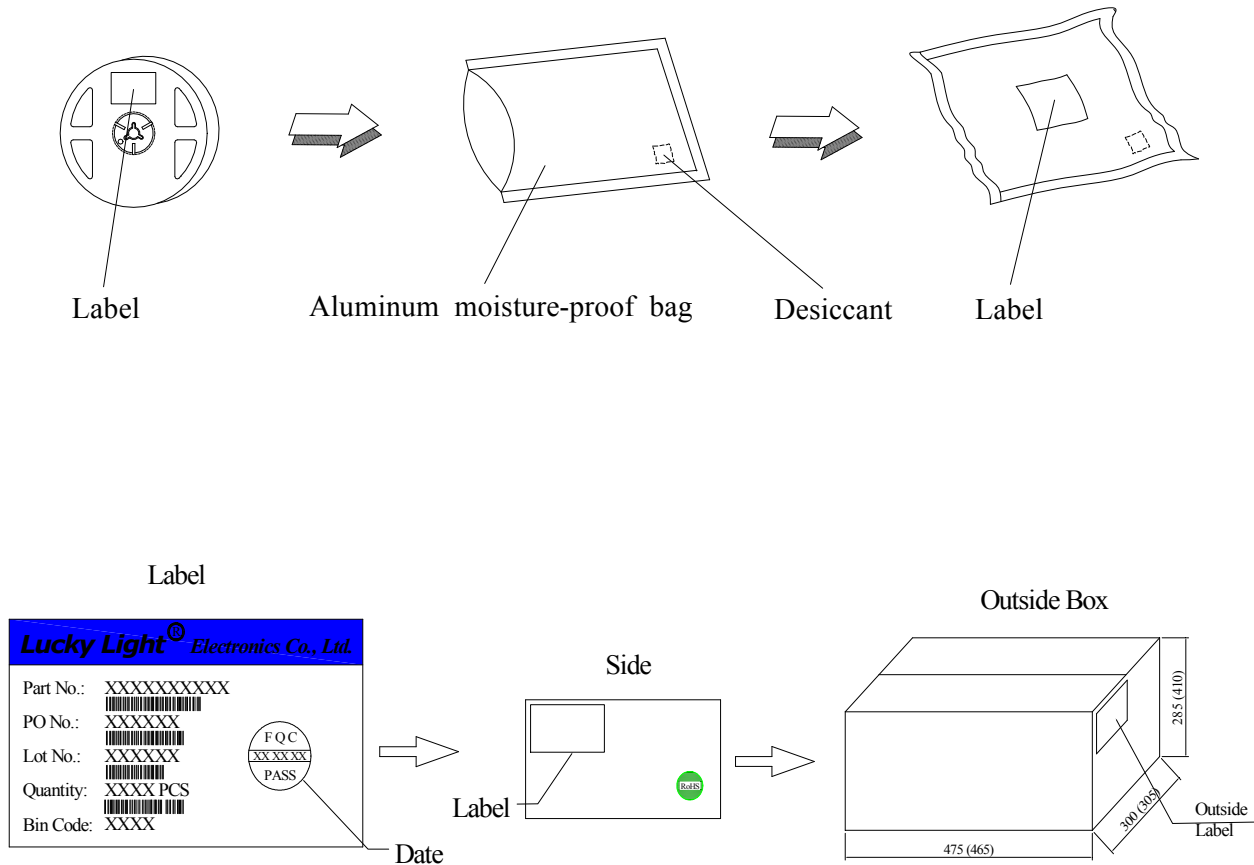 Label
Aluminum moisture-proof bag
Desiccant
Label
Label
Lucky Light® Electronics Co., Ltd.
Part No.: XXXXXXXXXX
PO No.: XXXXXX
Lot No.: XXXXXX
Quantity: XXXX PCS
Bin Code: XXXX
FQC
XX XX XX
PASS
Date
Side
Label
RoHS
Outside Box
285 (410)
300 (305)
475 (465)
Outside
Label